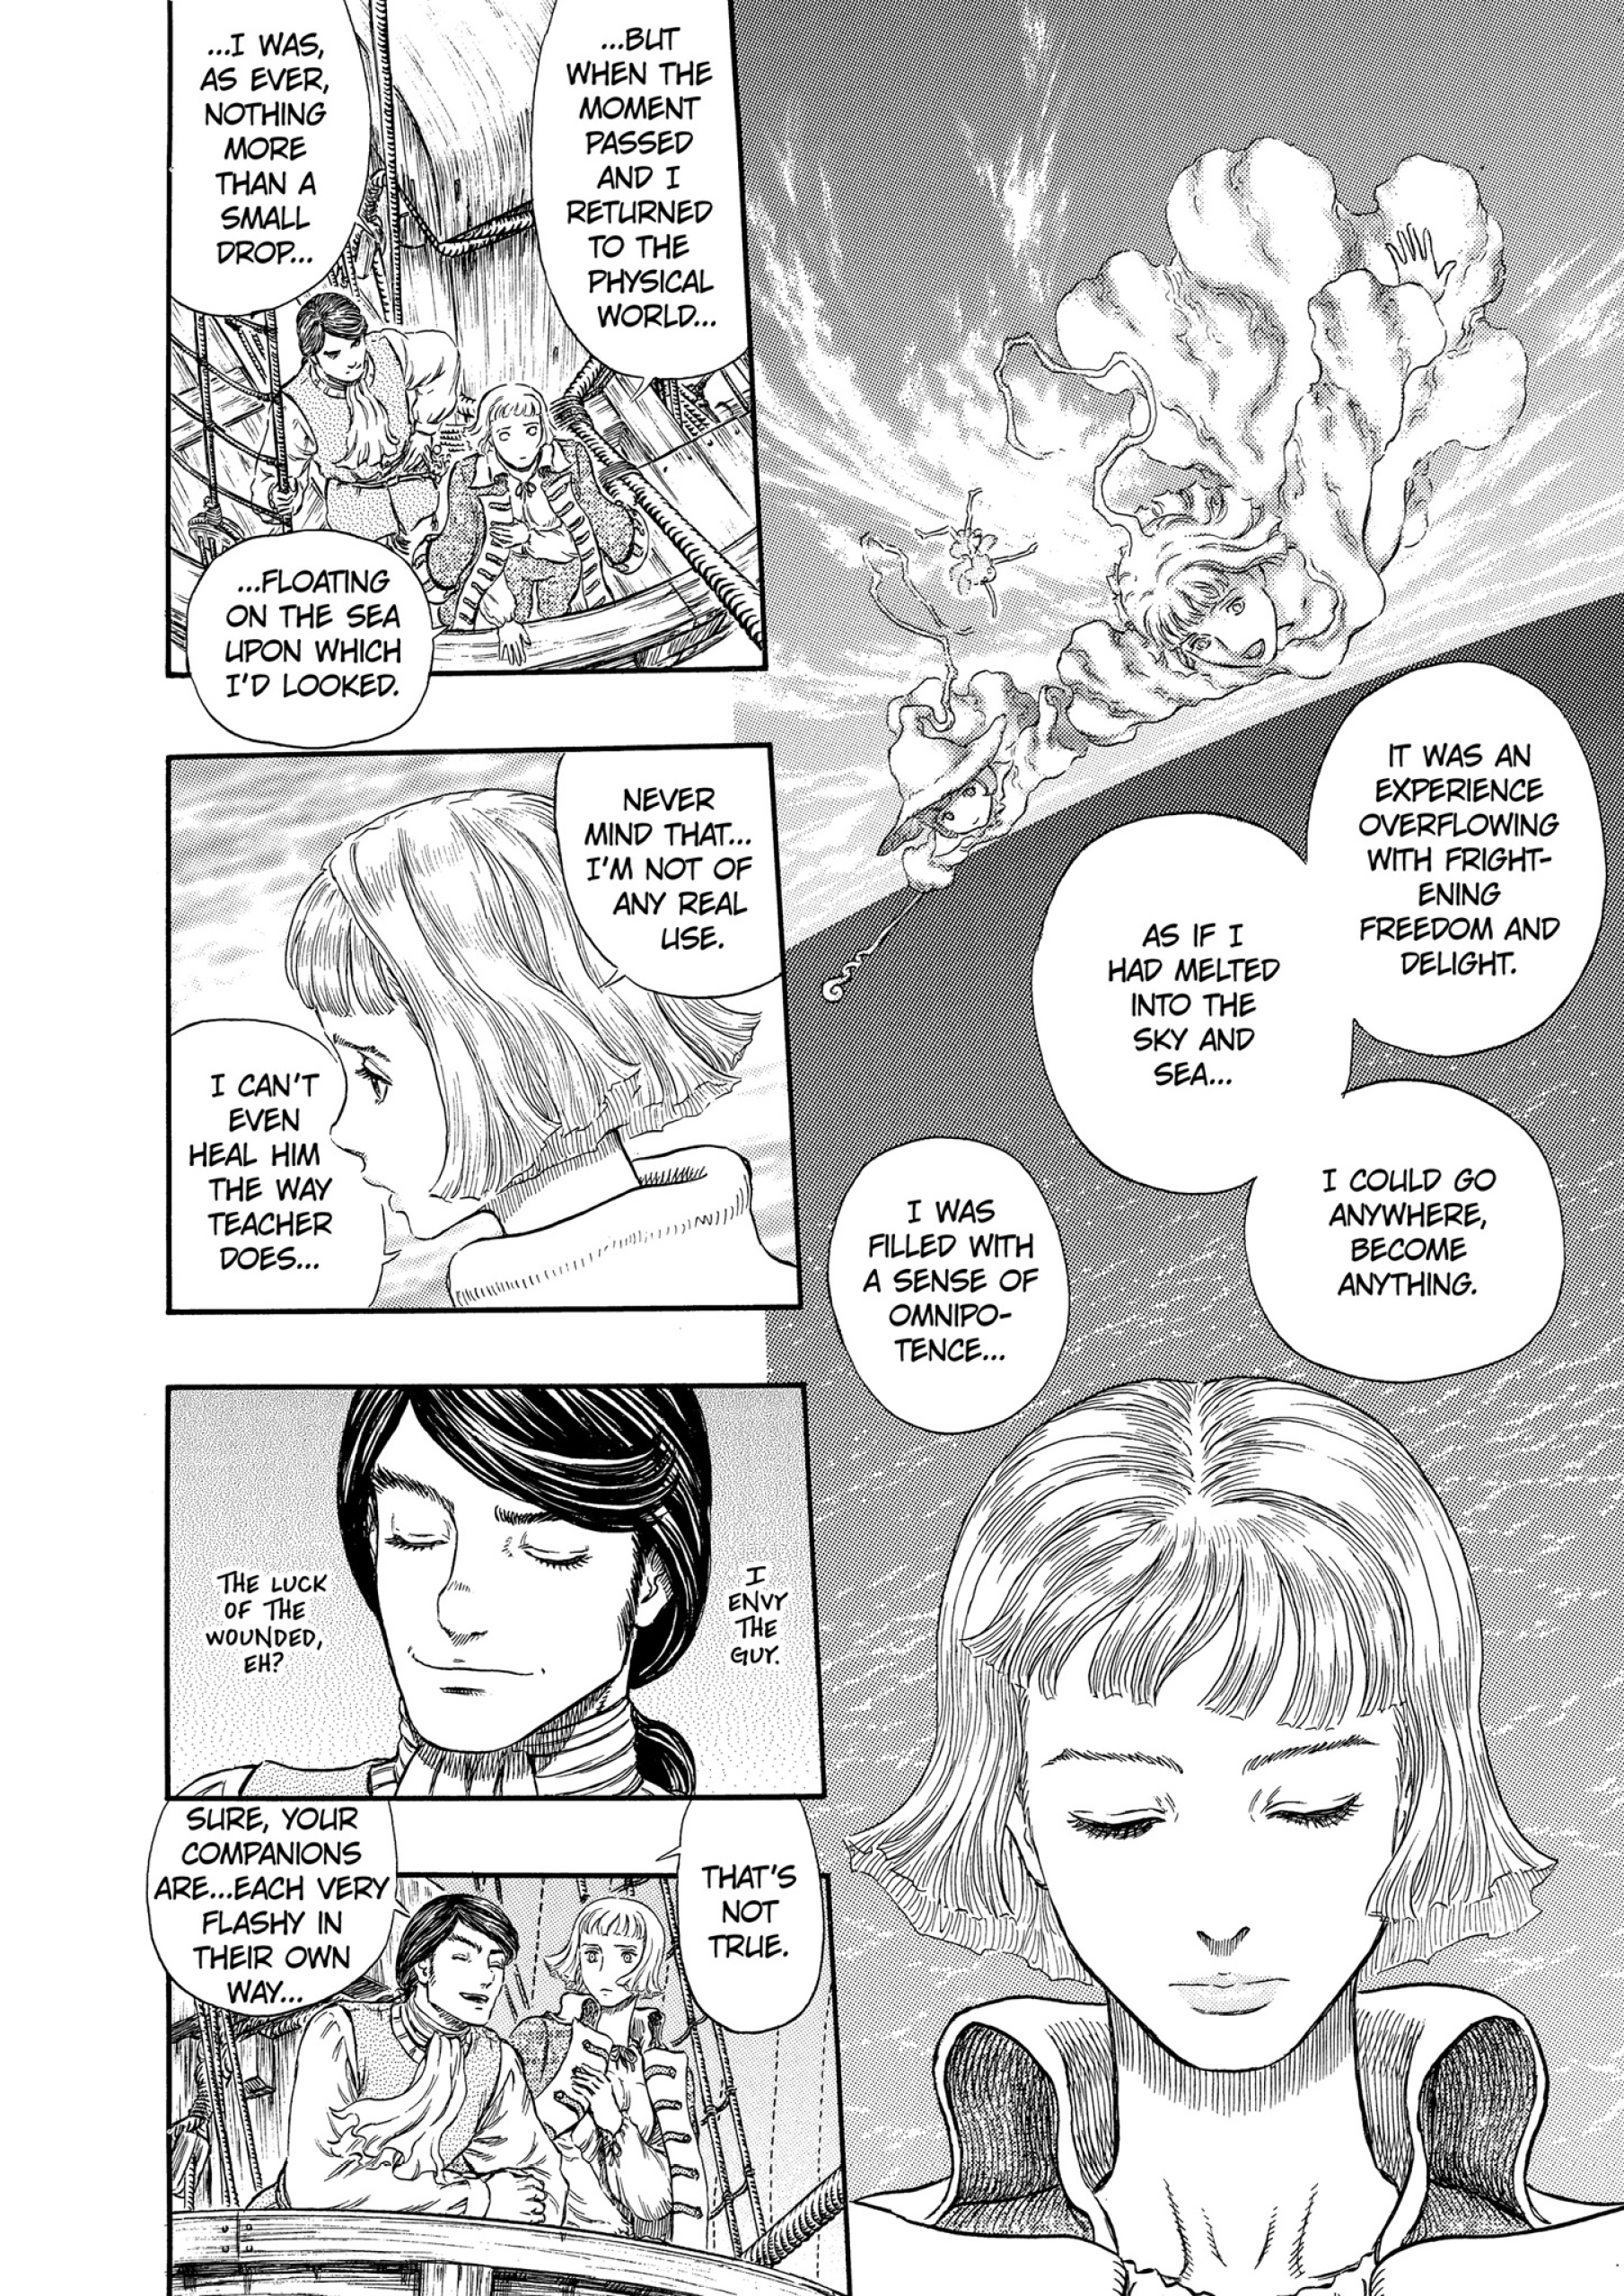 IT WAS AN
EXPERIENCE
OVERFLOWING
WITH FRIGHT-
ENING
FREEDOM AND
DELIGHT.
AS IF I
HAD MELTED
INTO THE
SKY AND
SEA...
I COULD GO
ANYWHERE,
BECOME
ANYTHING.
I WAS
FILLED WITH
A SENSE OF
OMNIPO-
TENCE...
...BUT
WHEN THE
MOMENT
PASSED
AND I
RETURNED
TO THE
PHYSICAL
WORLD...
...I WAS,
AS EVER,
NOTHING
MORE
THAN A
SMALL
DROP...
...FLOATING
ON THE SEA
UPON WHICH
I'D LOOKED.
NEVER
MIND THAT...
I'M NOT OF
ANY REAL
USE.
I CAN'T
EVEN
HEAL HIM
THE WAY
TEACHER
DOES...
I
ENVY
THE
GUY.
THE LUCK
OF THE
WOUNDED,
EH?
THAT'S
NOT
TRUE.
SURE, YOUR
COMPANIONS
ARE...EACH VERY
FLASHY IN
THEIR OWN
WAY...